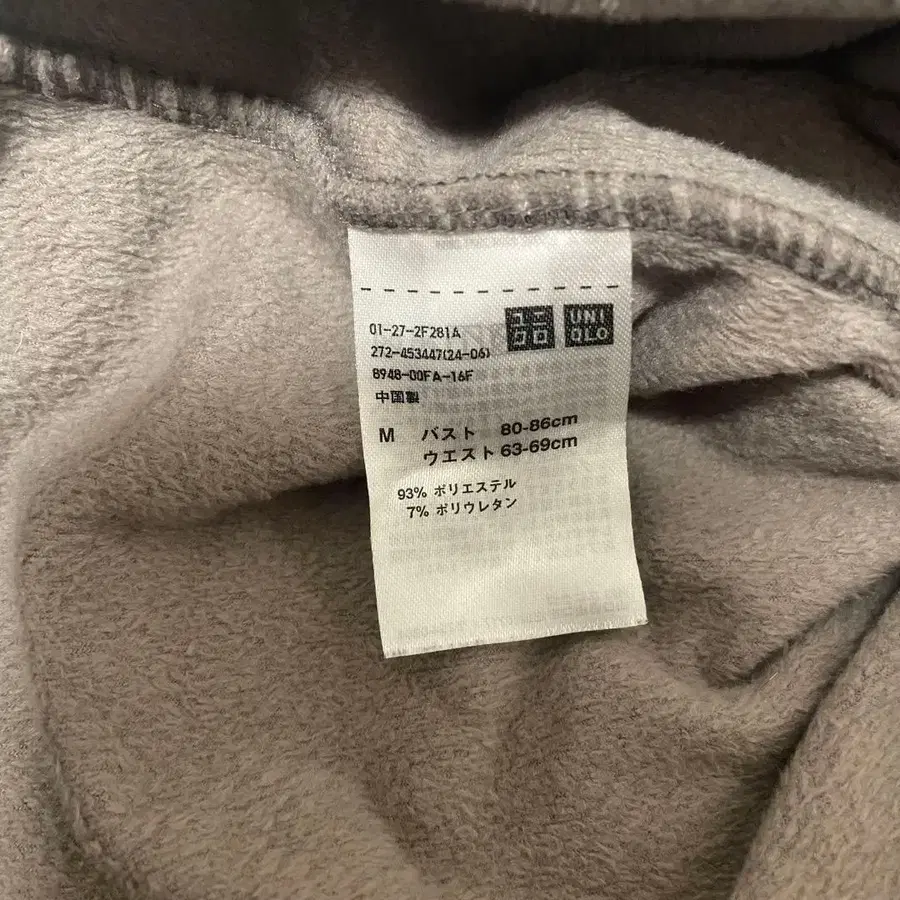 ユニ
クロ
UNI
QLO
01-27-2F281A
272-453447(24-06)
8948-00FA-16F
中国製
M バスト 80-86cm
ウエスト 63-69cm
93% ポリエステル
7% ポリウレタン